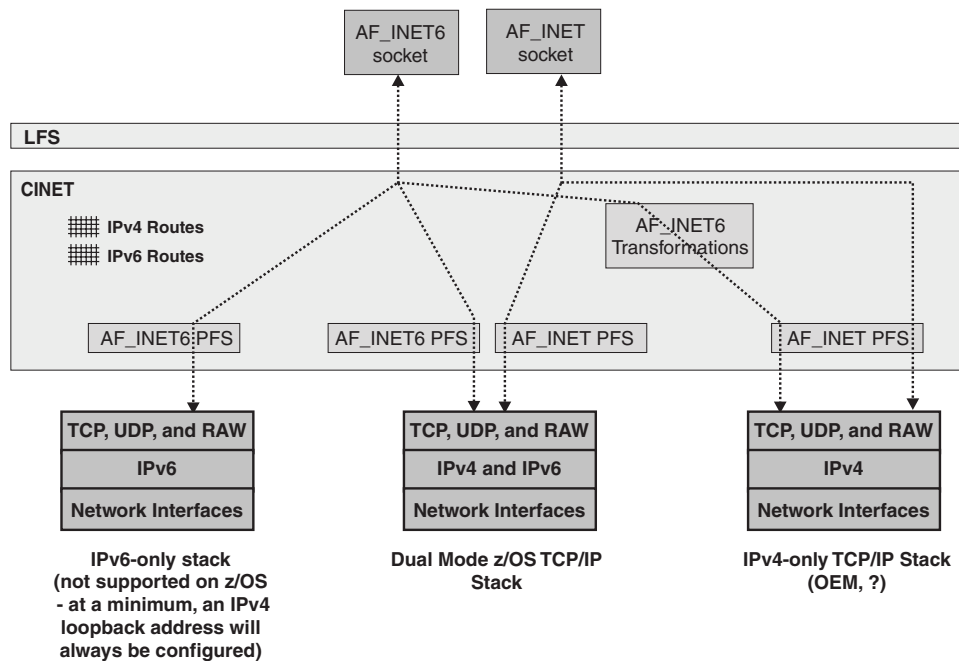 AF_INET6
socket
AF_INET
socket
LFS
CINET
IPv4 Routes
IPv6 Routes
AF_INET6
Transformations
AF_INET6 PFS
AF_INET6 PFS
AF_INET PFS
AF_INET PFS
TCP, UDP, and RAW
IPv6
Network Interfaces
TCP, UDP, and RAW
IPv4 and IPv6
Network Interfaces
TCP, UDP, and RAW
IPv4
Network Interfaces
IPv6-only stack
(not supported on z/OS
- at a minimum, an IPv4
loopback address will
always be configured)
Dual Mode z/OS TCP/IP
Stack
IPv4-only TCP/IP Stack
(OEM, ?)